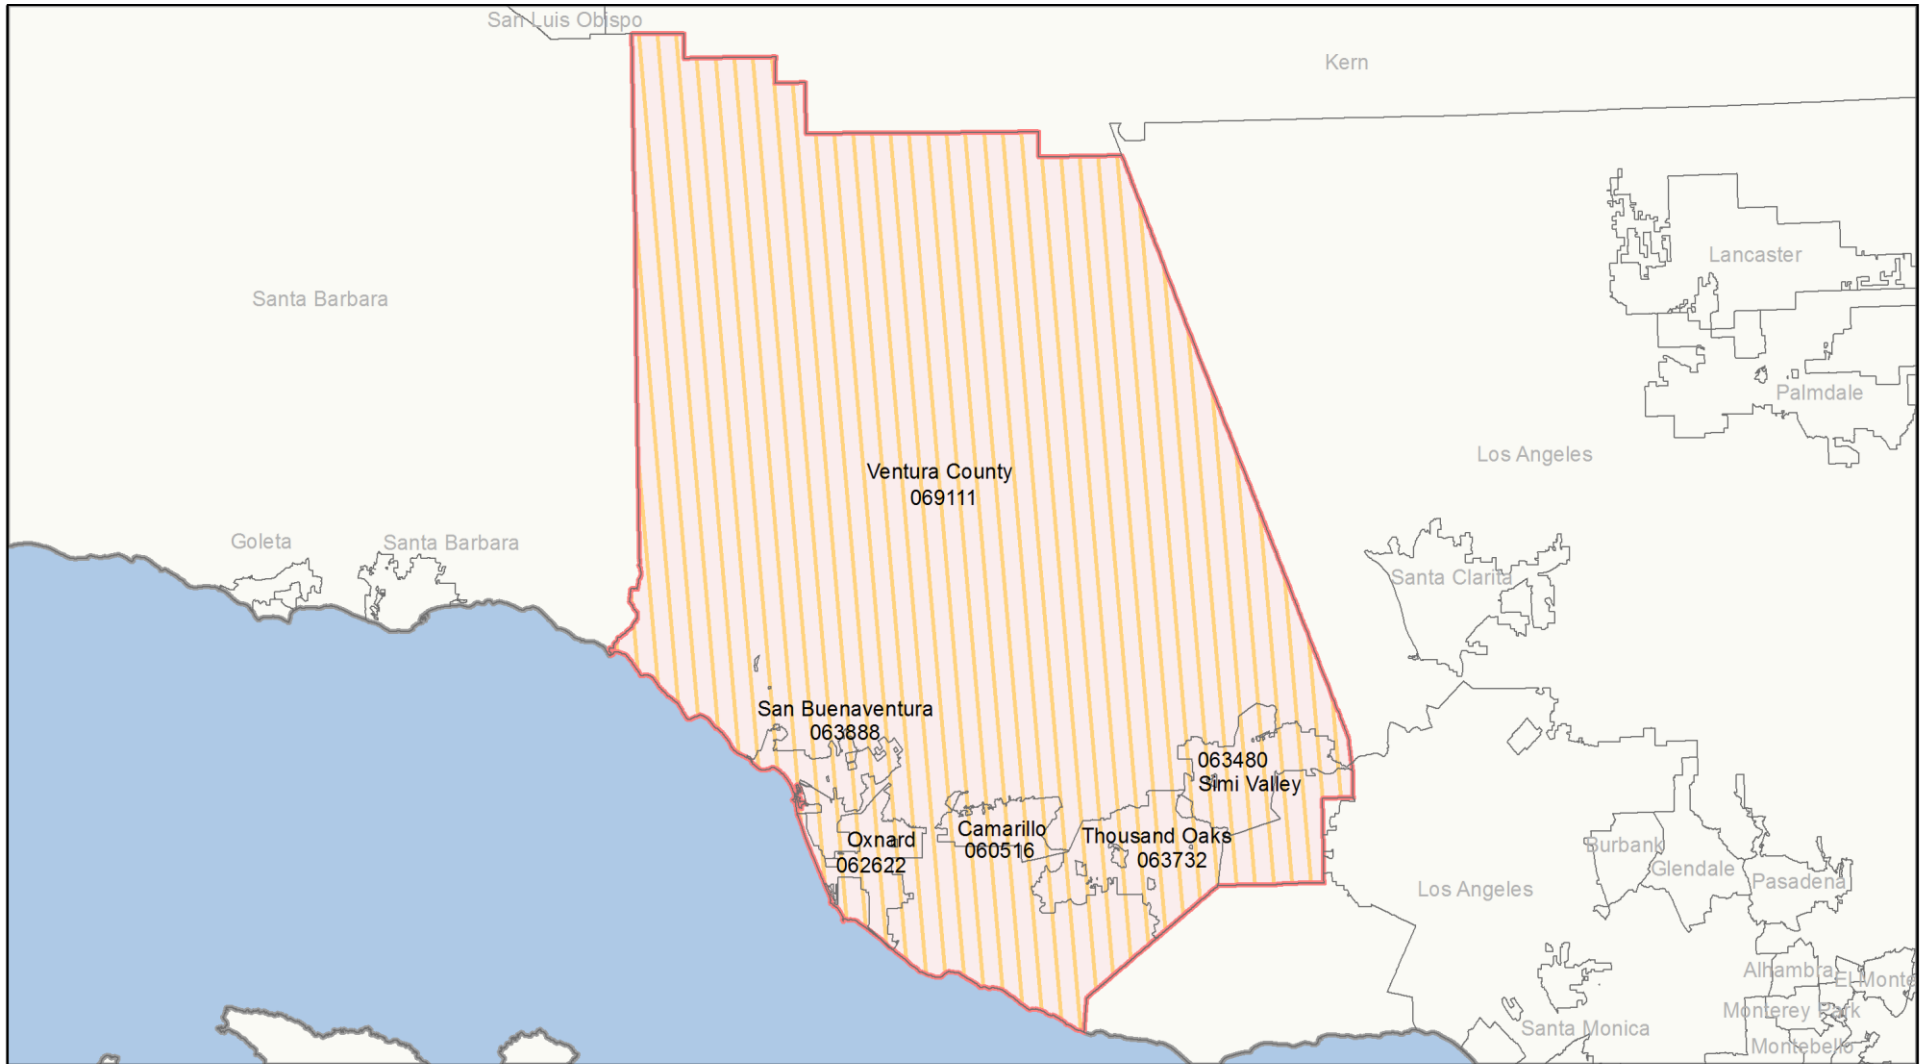 San Luis Obispo
Kern
Lancaster
Santa Barbara
Palmdale
Los Angeles
Ventura County
069111
Goleta
Santa Barbara
Santa Clarita
San Buenaventura
063888
063480
Simi Valley
Oxnard
062622
Camarillo
060516
Thousand Oaks
063732
Burbank
Glendale
Pasadena
Los Angeles
Alhambra
El Monte
Monterey Park
Santa Monica
Montebello